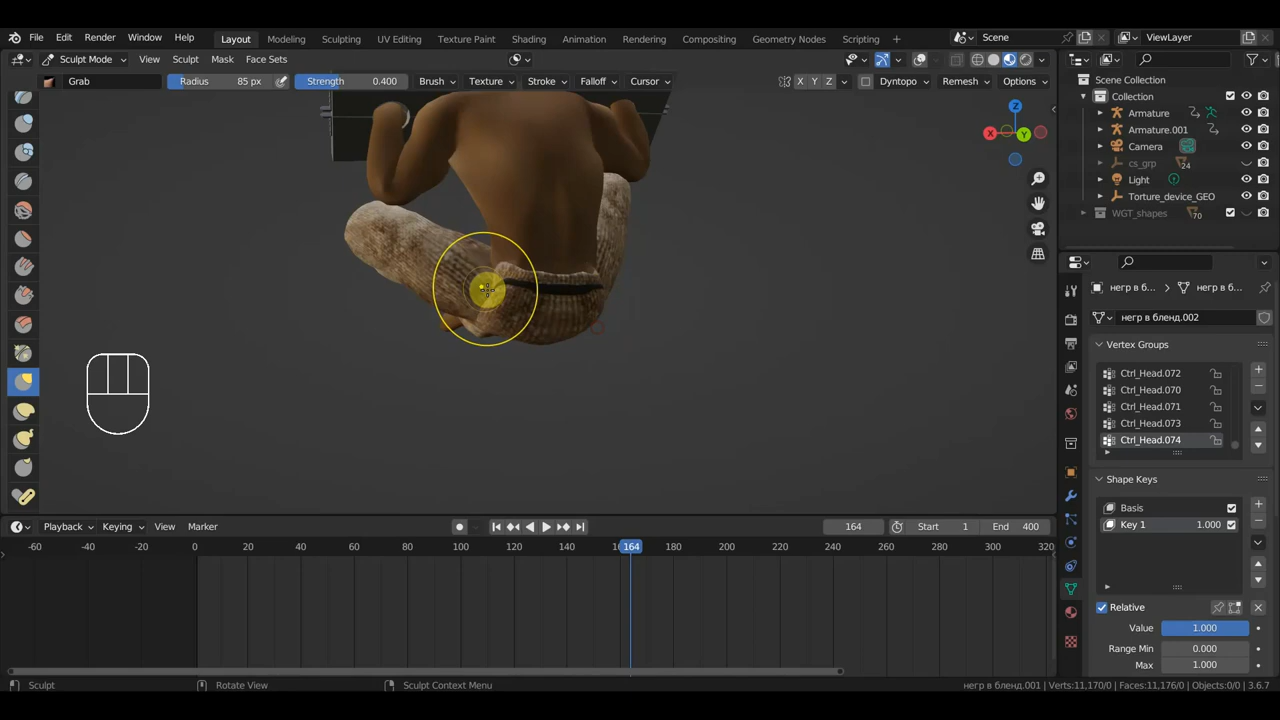 File Edit Render Window Help Layout Modeling Sculpting UV Editing Texture Paint Shading Animation Rendering Compositing Geometry Nodes Scripting + Scene ViewLayer
Sculpt Mode View Sculpt Mask Face Sets
Grab Radius 85 px Strength 0.400 Brush Texture Stroke Falloff Cursor X Y Z Dyntopo Remesh Options
Scene Collection
Collection
Armature
Armature.001
Camera
cs_grp 24
Light
Torture_device_GEO
WGT_shapes 70
Z
X
Y
негр в б... негр в бл...
негр в бленд.002
Vertex Groups
Ctrl_Head.072
Ctrl_Head.070
Ctrl_Head.071
Ctrl_Head.073
Ctrl_Head.074
Shape Keys
Basis
Key 1 1.000
Relative
Value 1.000
Range Min 0.000
Max 1.000
Playback Keying View Marker 164 Start 1 End 400
-60 -40 -20 0 20 40 60 80 100 120 140 164 180 200 220 240 260 280 300 320
Sculpt Rotate View Sculpt Context Menu негр в бленд.001 | Verts:11,170/0 | Faces:11,176/0 | Objects:0/0 | 3.6.7